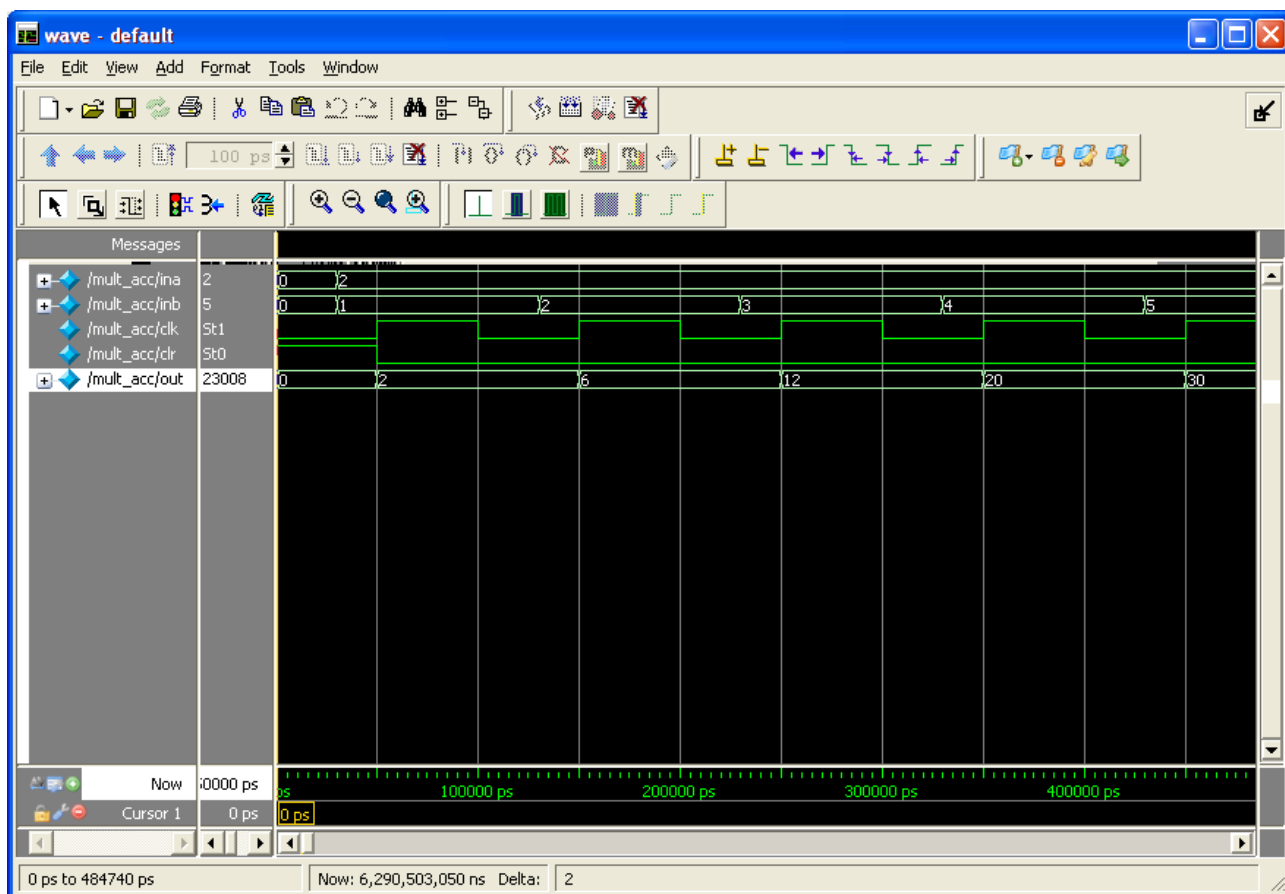 wave - default
File Edit View Add Format Tools Window
100 ps
Messages
/mult_acc/ina 2 0 2
/mult_acc/inb 5 0 1 2 3 4 5
/mult_acc/clk St1
/mult_acc/clr St0
/mult_acc/out 23008 0 2 6 12 20 30
Now 0000 ps ps 100000 ps 200000 ps 300000 ps 400000 ps
Cursor 1 0 ps 0 ps
0 ps to 484740 ps Now: 6,290,503,050 ns Delta: 2